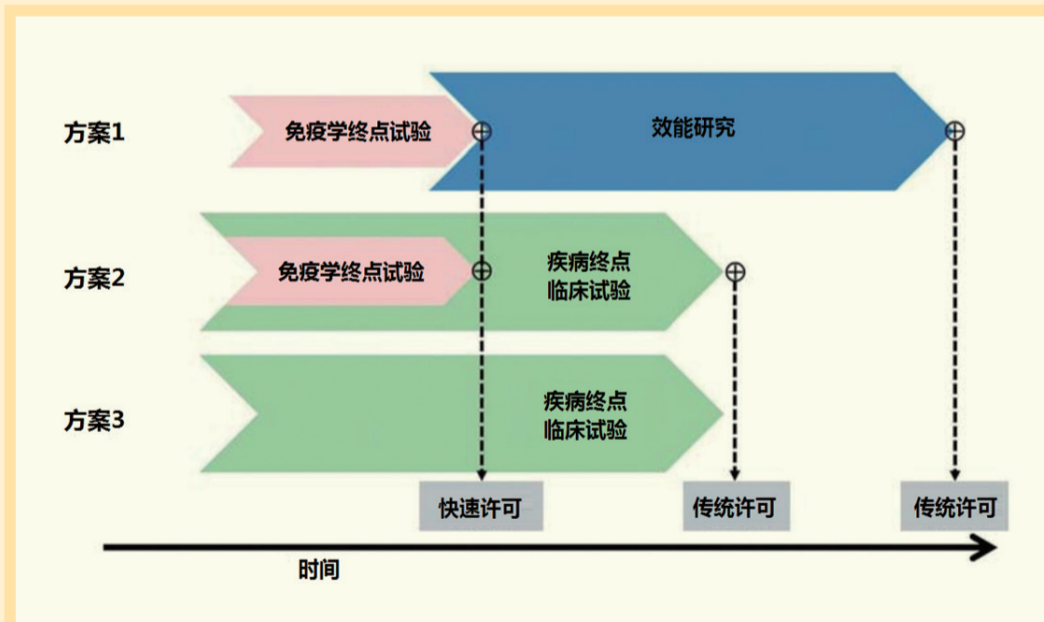 方案1
免疫学终点试验
效能研究
方案2
免疫学终点试验
疾病终点
临床试验
方案3
疾病终点
临床试验
快速许可
传统许可
传统许可
时间